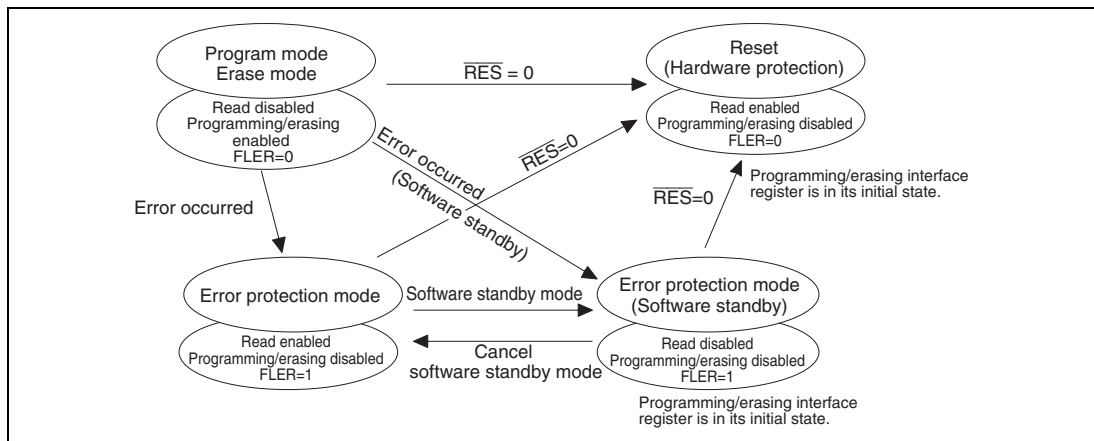 Program mode
Erase mode
Read disabled
Programming/erasing
enabled
FLER=0
R̅E̅S̅ = 0
Reset
(Hardware protection)
Read enabled
Programming/erasing disabled
FLER=0
Programming/erasing interface
register is in its initial state.
Error occurred
Error occurred
(Software standby)
R̅E̅S̅=0
R̅E̅S̅=0
Error protection mode
Read enabled
Programming/erasing disabled
FLER=1
Software standby mode
Cancel
software standby mode
Error protection mode
(Software standby)
Read disabled
Programming/erasing disabled
FLER=1
Programming/erasing interface
register is in its initial state.